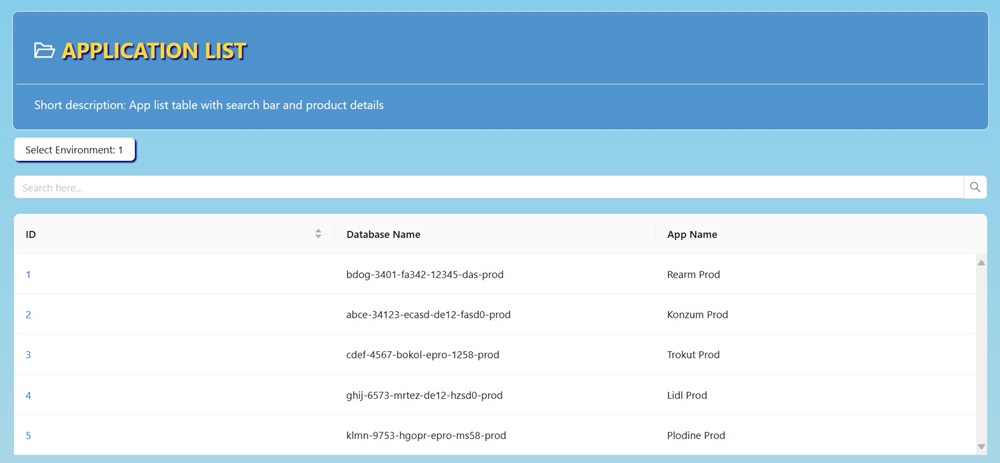 APPLICATION LIST
Short description: App list table with search bar and product details
Select Environment: 1
Search here...
ID Database Name App Name
1 bdog-3401-fa342-12345-das-prod Rearm Prod
2 abce-34123-ecasd-de12-fasd0-prod Konzum Prod
3 cdef-4567-bokol-epro-1258-prod Trokut Prod
4 ghij-6573-mrtez-de12-hzsd0-prod Lidl Prod
5 klmn-9753-hgopr-epro-ms58-prod Plodine Prod